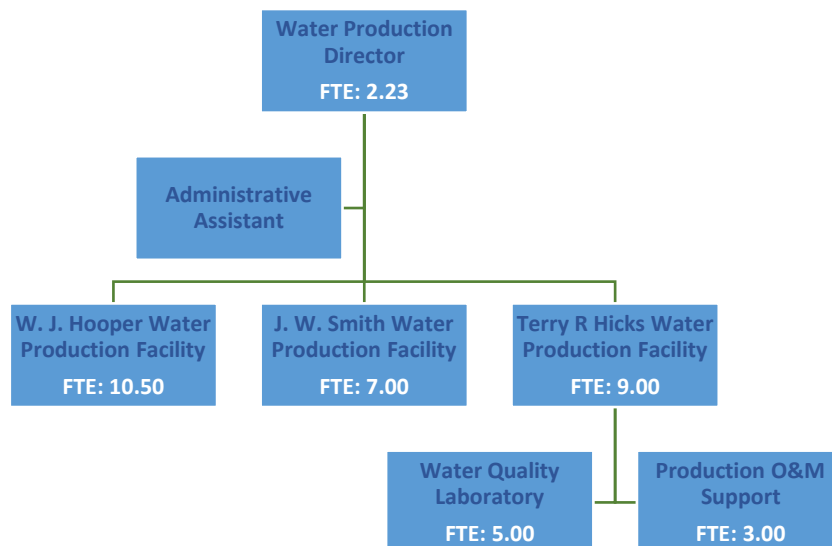 Water Production
Director
FTE: 2.23
Administrative
Assistant
W. J. Hooper Water
Production Facility
FTE: 10.50
J. W. Smith Water
Production Facility
FTE: 7.00
Terry R Hicks Water
Production Facility
FTE: 9.00
Water Quality
Laboratory
FTE: 5.00
Production O&M
Support
FTE: 3.00